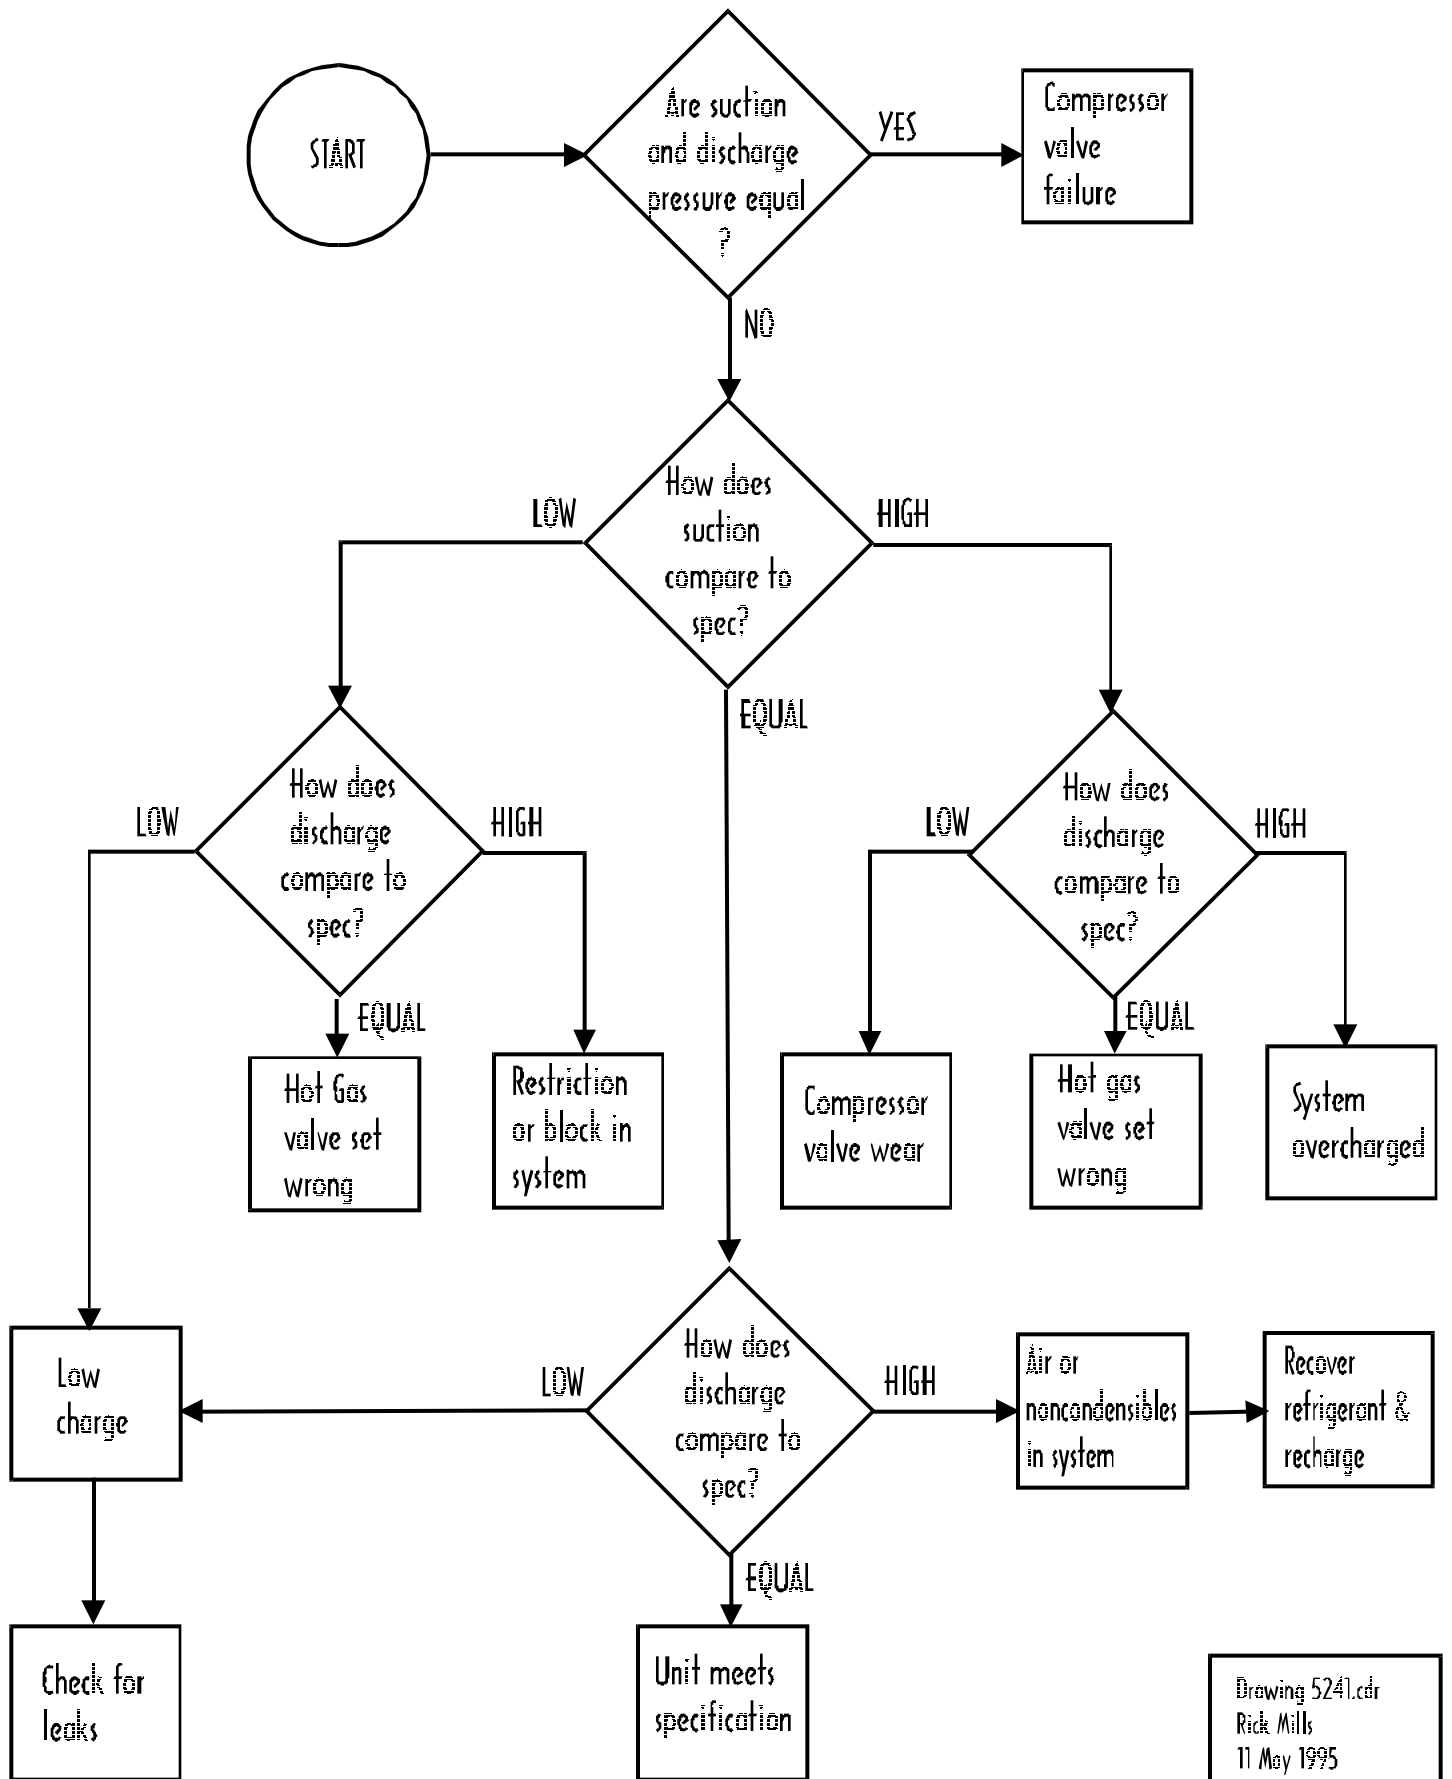 START
Are suction
and discharge
pressure equal
?
YES
Compressor
valve
failure
NO
How does
suction
compare to
spec?
LOW
HIGH
EQUAL
How does
discharge
compare to
spec?
LOW
HIGH
EQUAL
Hot Gas
valve set
wrong
Restriction
or block in
system
How does
discharge
compare to
spec?
LOW
HIGH
EQUAL
Compressor
valve wear
Hot gas
valve set
wrong
System
overcharged
Low
charge
How does
discharge
compare to
spec?
LOW
HIGH
EQUAL
Air or
noncondensibles
in system
Recover
refrigerant &
recharge
Check for
leaks
Unit meets
specification
Drawing 5241.cdr
Rick Mills
11 May 1995